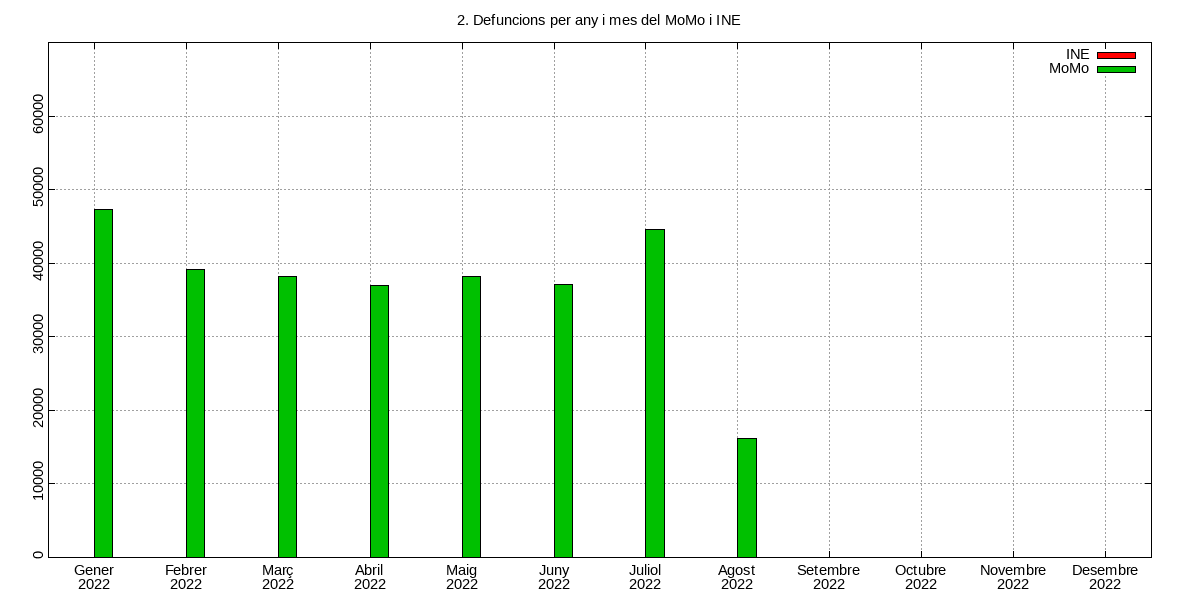 2. Defuncions per any i mes del MoMo i INE
INE
MoMo
60000
50000
40000
30000
20000
10000
0
Gener Febrer Març Abril Maig Juny Juliol Agost Setembre Octubre Novembre Desembre
2022 2022 2022 2022 2022 2022 2022 2022 2022 2022 2022 2022